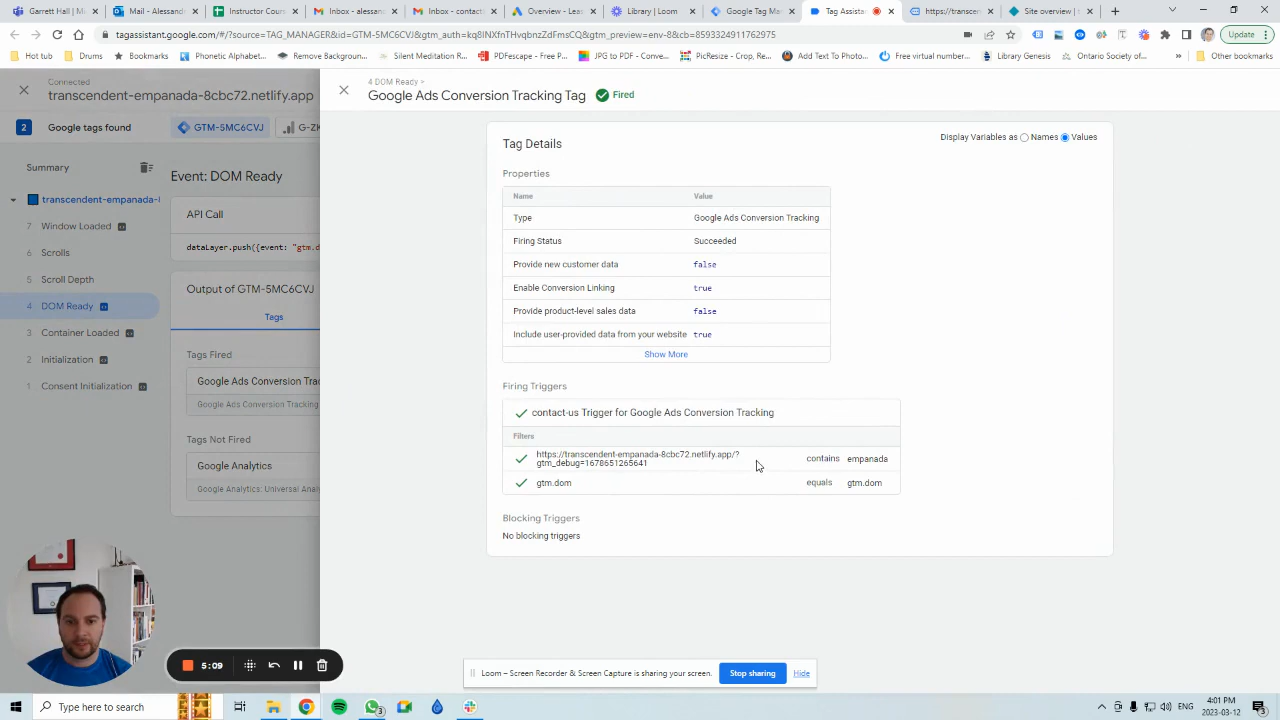 Garrett Hall | Mi
Mail - Alessand
Instructor Cours
Inbox - alessan
Inbox - contact
Overview - Leas
Library | Loom
Google Tag Ma
Tag Assista
https://transcen
Site overview |
tagassistant.google.com/#/?source=TAG_MANAGER&id=GTM-5MC6CVJ&gtm_auth=kq8INXfnTHvqbnzZdFmsCQ&gtm_preview=env-8&cb=8593324911762975
Update
Hot tub
Drums
Bookmarks
Phonetic Alphabet...
Silent Meditation R...
PDFescape - Free P...
JPG to PDF - Conve...
PicResize - Crop, Re...
Add Text To Photo...
Free virtual number...
Library Genesis
Ontario Society of...
Other bookmarks
Connected
transcendent-empanada-8cbc72.netlify.app
2
Google tags found
GTM-5MC6CVJ
G-ZK
Summary
transcendent-empanada-
7 Window Loaded
6 Scrolls
5 Scroll Depth
4 DOM Ready
3 Container Loaded
2 Initialization
1 Consent Initialization
Event: DOM Ready
API Call
dataLayer.push({event: "gtm.d
Output of GTM-5MC6CVJ
Tags
Tags Fired
Google Ads Conversion Trac
Google Ads Conversion Tracking
Tags Not Fired
Google Analytics
Google Analytics: Universal Anal
4 DOM Ready >
Google Ads Conversion Tracking Tag
Fired
Tag Details
Display Variables as
Names
Values
Properties
Name Value
Type Google Ads Conversion Tracking
Firing Status Succeeded
Provide new customer data false
Enable Conversion Linking true
Provide product-level sales data false
Include user-provided data from your website true
Show More
Firing Triggers
contact-us Trigger for Google Ads Conversion Tracking
Filters
https://transcendent-empanada-8cbc72.netlify.app/?
gtm_debug=1678651265641
contains empanada
gtm.dom equals gtm.dom
Blocking Triggers
No blocking triggers
5:09
Loom – Screen Recorder & Screen Capture is sharing your screen.
Stop sharing
Hide
Type here to search
3
ENG
4:01 PM
2023-03-12
3